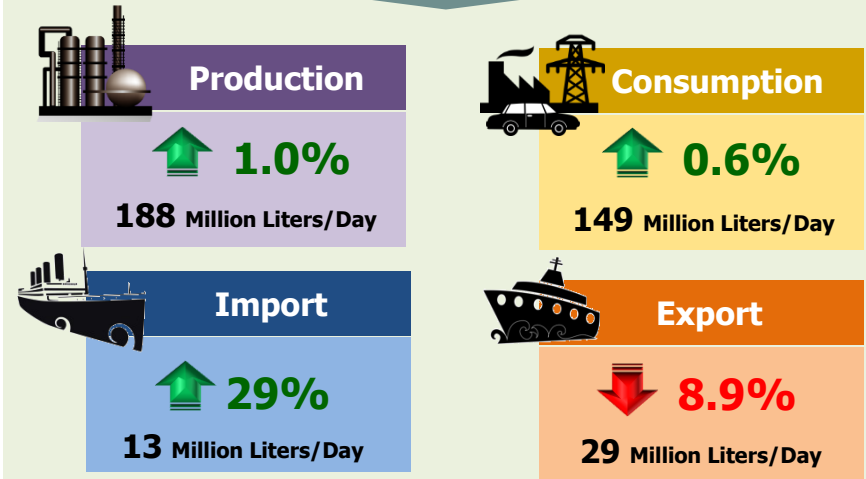 Production
1.0%
188 Million Liters/Day
Consumption
0.6%
149 Million Liters/Day
Import
29%
13 Million Liters/Day
Export
8.9%
29 Million Liters/Day